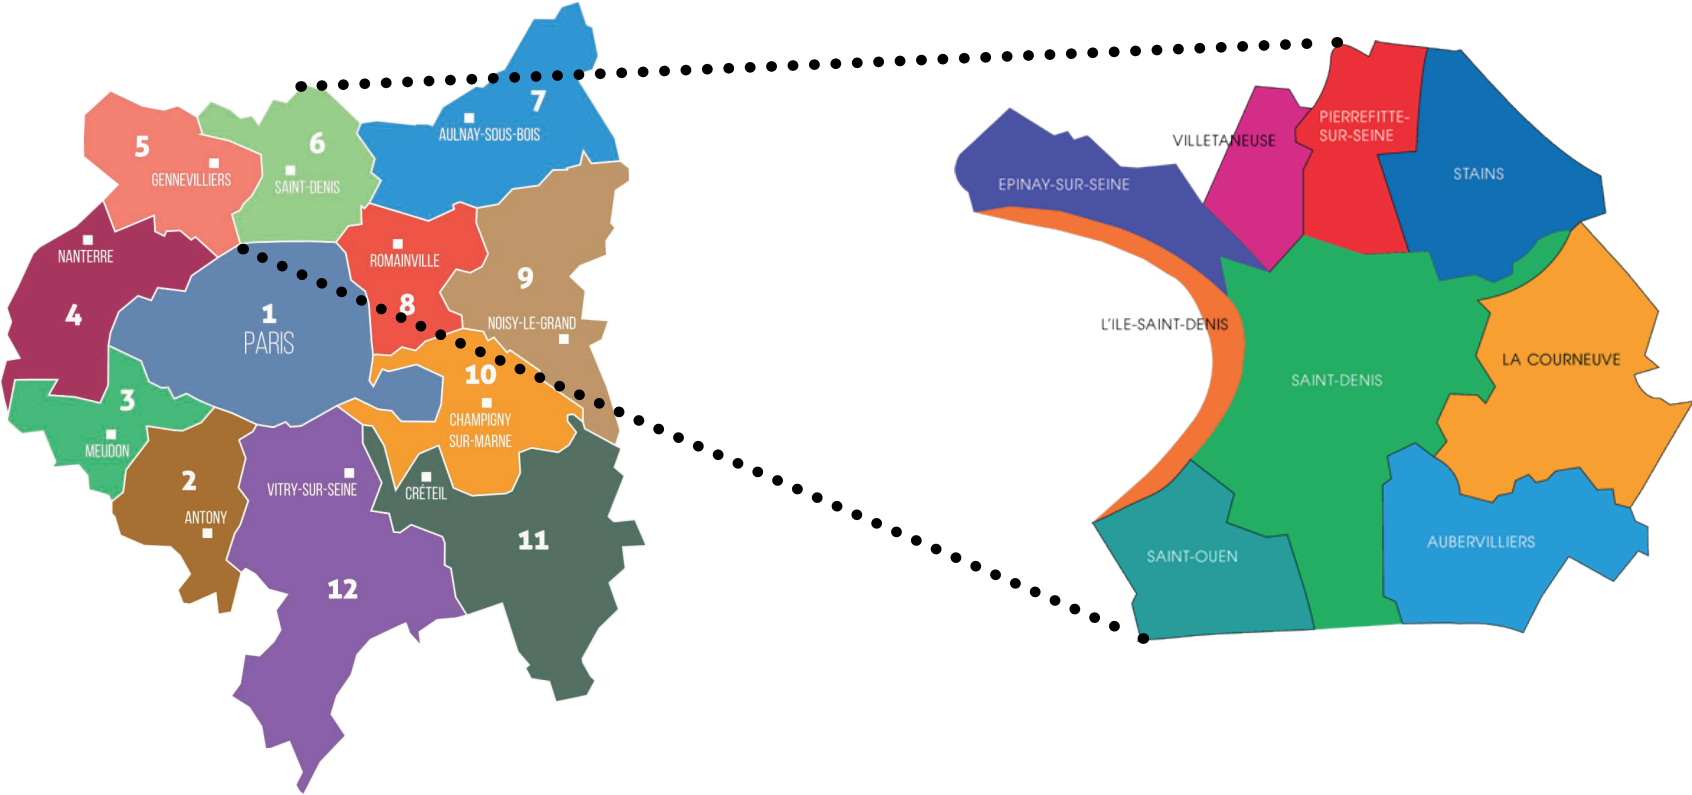 7
AULNAY-SOUS-BOIS
5
GENNEVILLIERS
6
SAINT-DENIS
NANTERRE
4
ROMAINVILLE
8
9
NOISY-LE-GRAND
1
PARIS
10
CHAMPIGNY
SUR-MARNE
3
MEUDON
2
ANTONY
VITRY-SUR-SEINE
12
CRÉTEIL
11
PIERREFITTE-
SUR-SEINE
VILLETANEUSE
EPINAY-SUR-SEINE
STAINS
L'ILE-SAINT-DENIS
SAINT-DENIS
LA COURNEUVE
SAINT-OUEN
AUBERVILLIERS